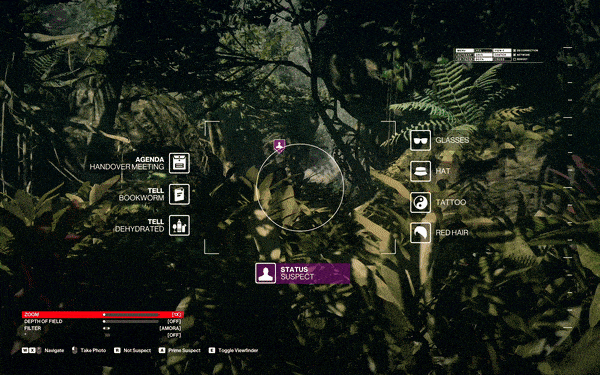 AGENDA
HANDOVER MEETING
TELL
BOOKWORM
TELL
DEHYDRATED
GLASSES
HAT
TATTOO
RED HAIR
STATUS
SUSPECT
ZOOM
DEPTH OF FIELD [OFF]
FILTER [AMORA]
[OFF]
Navigate Take Photo Not Suspect Prime Suspect Toggle Viewfinder